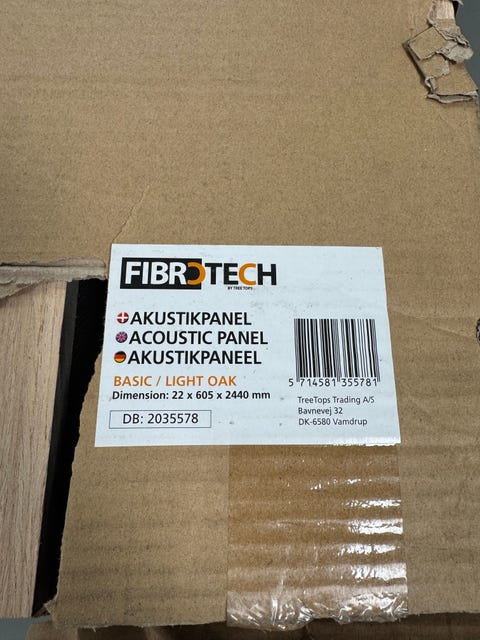 FIBROTECH
BY TREE TOPS
AKUSTIKPANEL
ACOUSTIC PANEL
AKUSTIKPANEEL
BASIC / LIGHT OAK
Dimension: 22 x 605 x 2440 mm
DB: 2035578
5 714581 355781
TreeTops Trading A/S
Bavnevej 32
DK-6580 Vamdrup